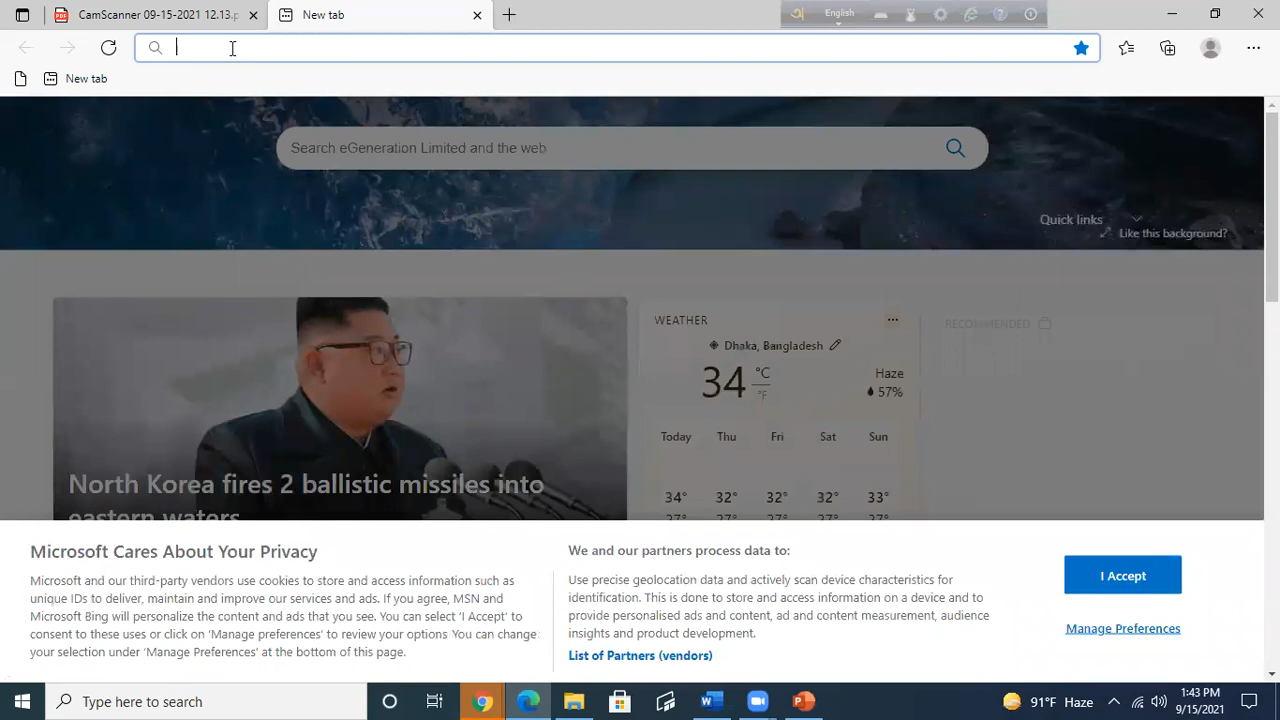 CamScanner 09-15-2021 12.13.p
New tab
English
New tab
Search eGeneration Limited and the web
Quick links
Like this background?
North Korea fires 2 ballistic missiles into
eastern waters
WEATHER
Dhaka, Bangladesh
34 °C
°F
Haze
57%
Today Thu Fri Sat Sun
34° 32° 32° 32° 33°
27° 27° 27° 27° 27°
RECOMMENDED
Microsoft Cares About Your Privacy
Microsoft and our third-party vendors use cookies to store and access information such as
unique IDs to deliver, maintain and improve our services and ads. If you agree, MSN and
Microsoft Bing will personalize the content and ads that you see. You can select 'I Accept' to
consent to these uses or click on 'Manage preferences' to review your options You can change
your selection under 'Manage Preferences' at the bottom of this page.
We and our partners process data to:
Use precise geolocation data and actively scan device characteristics for
identification. This is done to store and access information on a device and to
provide personalised ads and content, ad and content measurement, audience
insights and product development.
List of Partners (vendors)
I Accept
Manage Preferences
Type here to search
91°F Haze
1:43 PM
9/15/2021